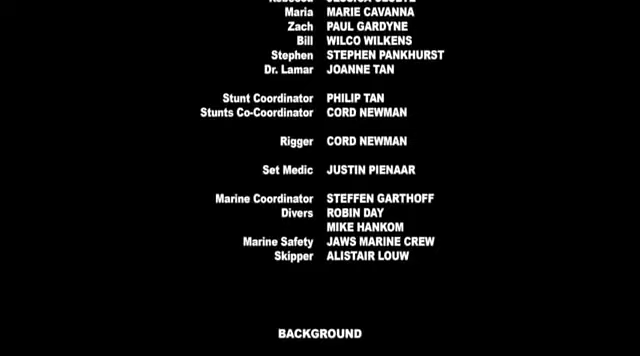 Maria MARIE CAVANNA
Zach PAUL GARDYNE
Bill WILCO WILKENS
Stephen STEPHEN PANKHURST
Dr. Lamar JOANNE TAN
Stunt Coordinator PHILIP TAN
Stunts Co-Coordinator CORD NEWMAN
Rigger CORD NEWMAN
Set Medic JUSTIN PIENAAR
Marine Coordinator STEFFEN GARTHOFF
Divers ROBIN DAY
MIKE HANKOM
Marine Safety JAWS MARINE CREW
Skipper ALISTAIR LOUW
BACKGROUND